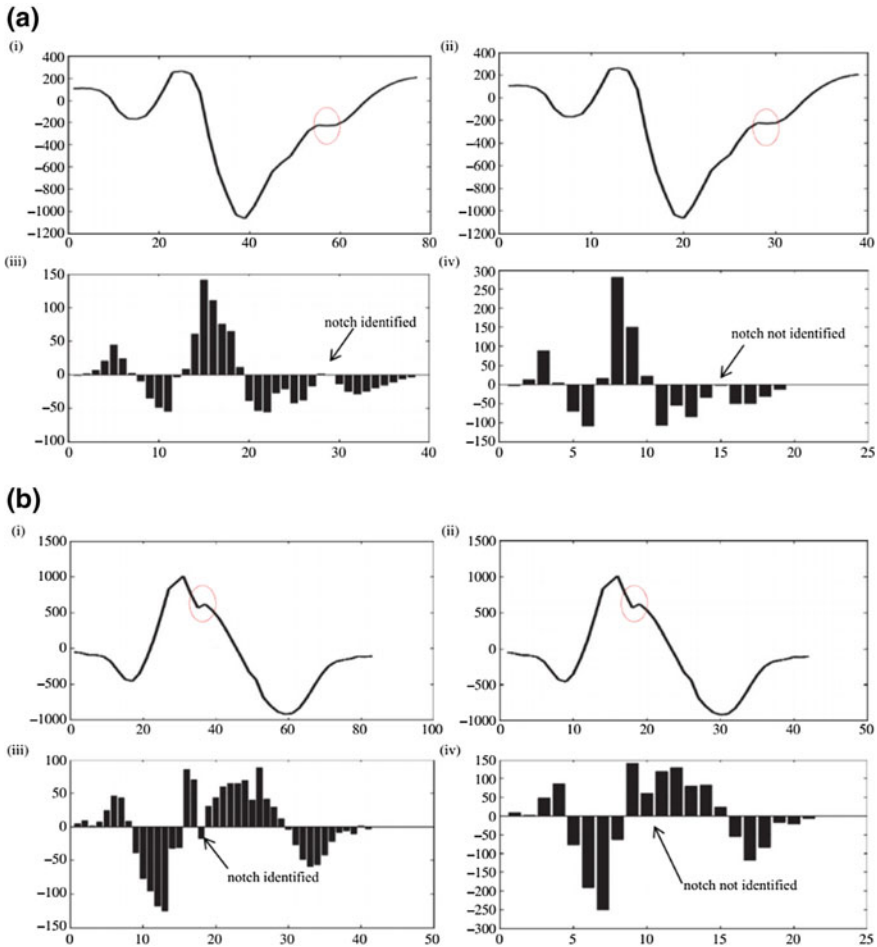 (a)
(i)
400
200
0
−200
−400
−600
−800
−1000
−1200
0 20 40 60 80
(ii)
400
200
0
−200
−400
−600
−800
−1000
−1200
0 10 20 30 40
(iii)
150
100
50
0
−50
−100
0 10 20 30 40
notch identified
(iv)
300
250
200
150
100
50
0
−50
−100
−150
0 5 10 15 20 25
notch not identified
(b)
(i)
1500
1000
500
0
−500
−1000
0 20 40 60 80 100
(ii)
1500
1000
500
0
−500
−1000
0 10 20 30 40 50
(iii)
100
50
0
−50
−100
−150
0 10 20 30 40 50
notch identified
(iv)
150
100
50
0
−50
−100
−150
−200
−250
−300
0 5 10 15 20 25
notch not identified